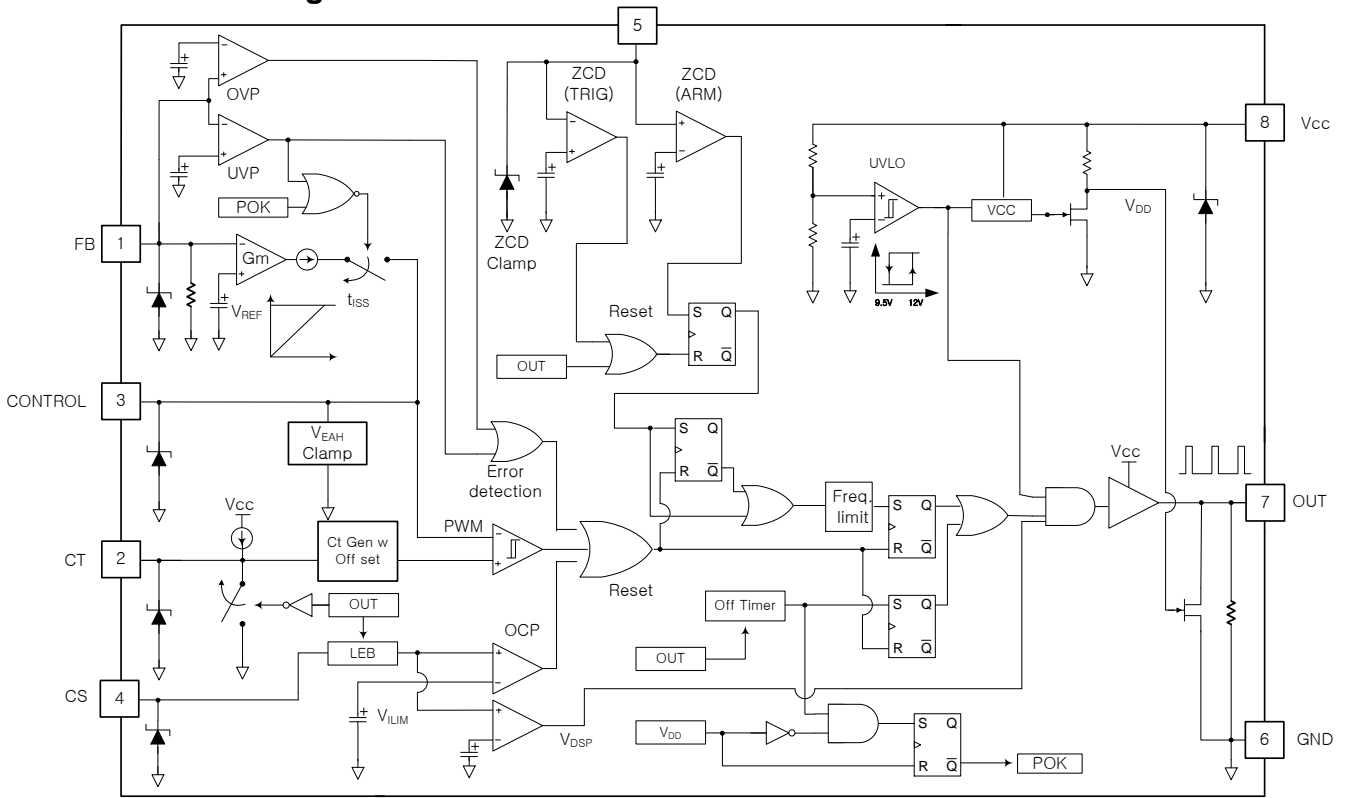 g
5
OVP
UVP
POK
FB
1
Gm
VREF
tISS
ZCD
(TRIG)
ZCD
(ARM)
ZCD
Clamp
8
Vcc
UVLO
VCC
VDD
9.5V
12V
Reset
OUT
S
Q
R
Q̅
CONTROL
3
VEAH
Clamp
Error
detection
S
Q
R
Q̅
Freq.
limit
S
Q
R
Q̅
Vcc
7
OUT
Vcc
CT
2
Ct Gen w
Off set
PWM
Reset
OUT
LEB
OCP
Off Timer
OUT
S
Q
R
Q̅
CS
4
VILIM
VDSP
VDD
S
Q
R
Q̅
POK
6
GND